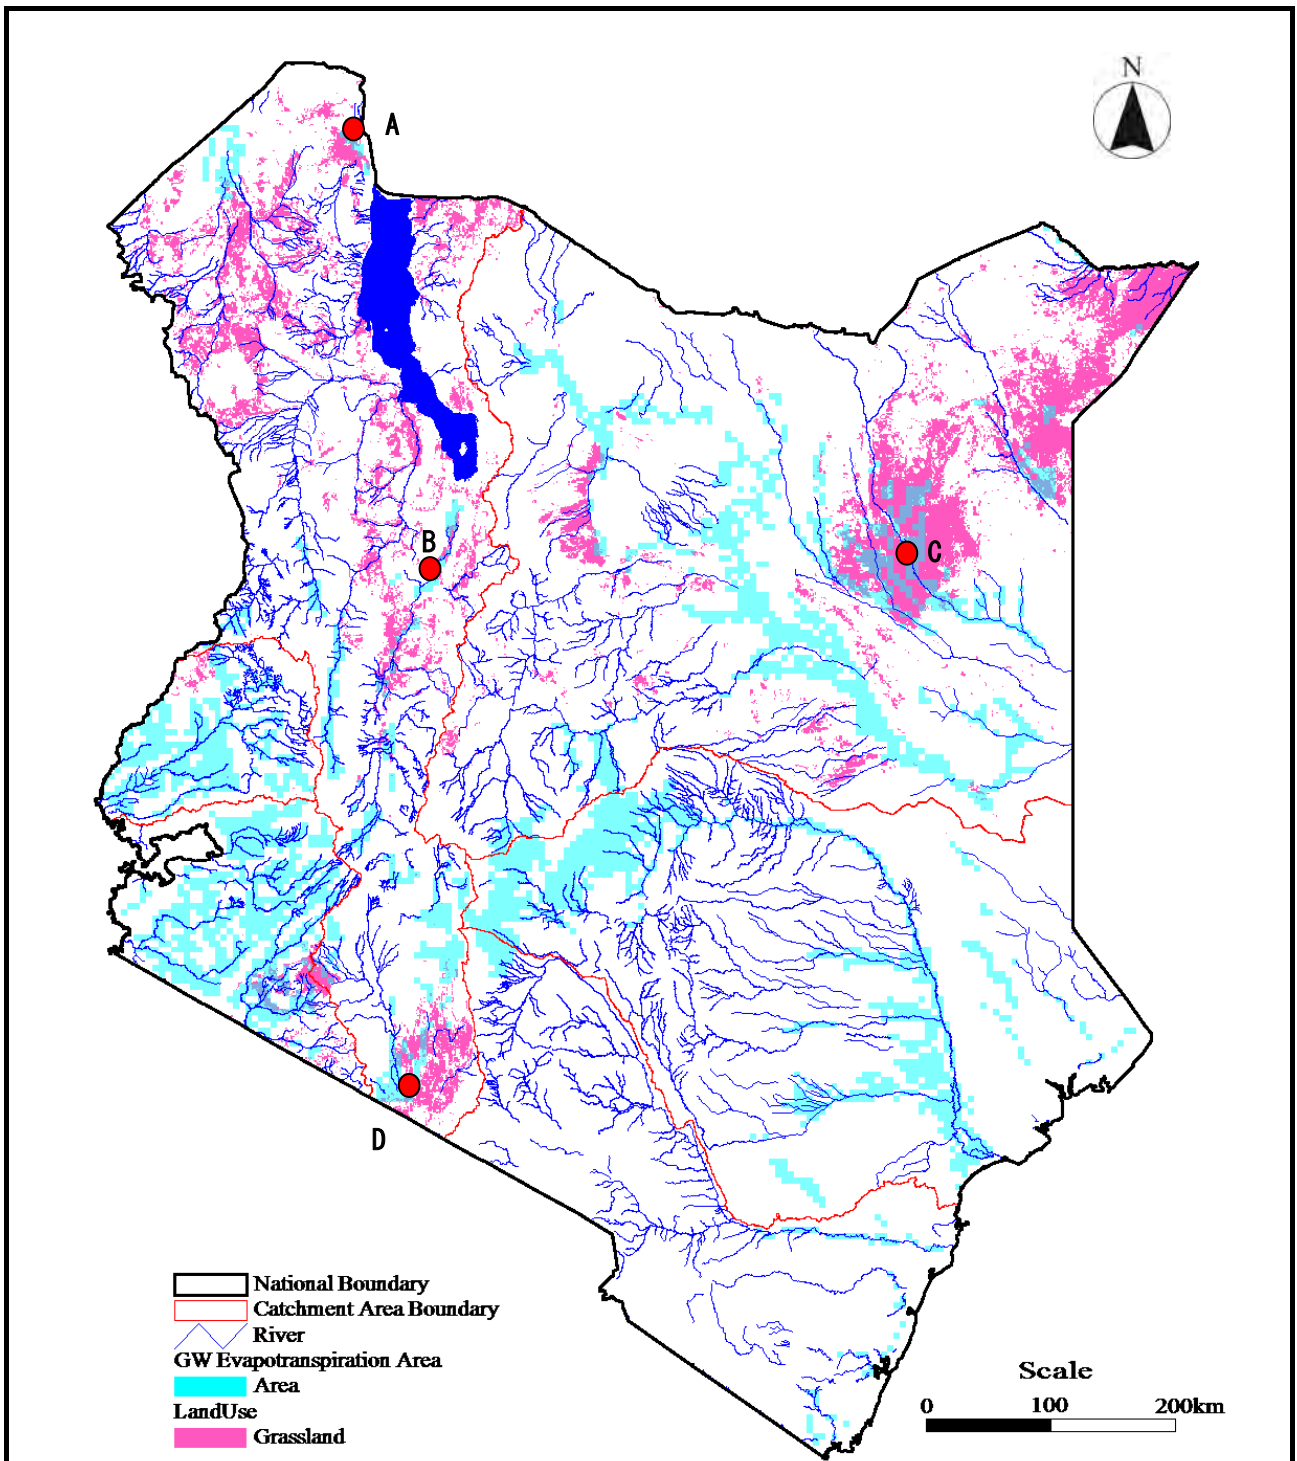 N
A
B
C
D
National Boundary
Catchment Area Boundary
River
GW Evapotranspiration Area
Area
LandUse
Grassland
Scale
0 100 200km